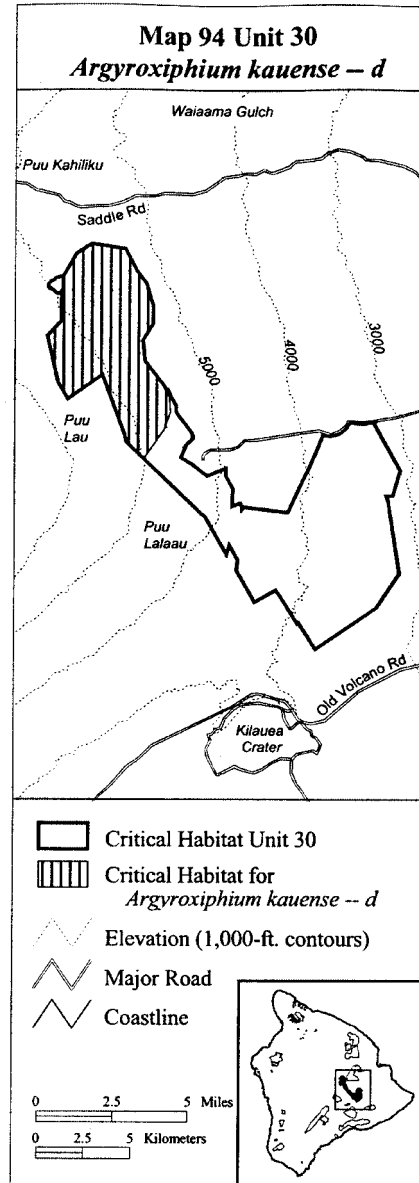 Map 94 Unit 30
Argyroxiphium kauense -- d
Waiaama Gulch
Puu Kahiliku
Saddle Rd
5000
4000
3000
Puu
Lau
Puu
Lalaau
Old Volcano Rd
Kilauea
Crater
Critical Habitat Unit 30
Critical Habitat for
Argyroxiphium kauense -- d
Elevation (1,000-ft. contours)
Major Road
Coastline
0 2.5 5 Miles
0 2.5 5 Kilometers